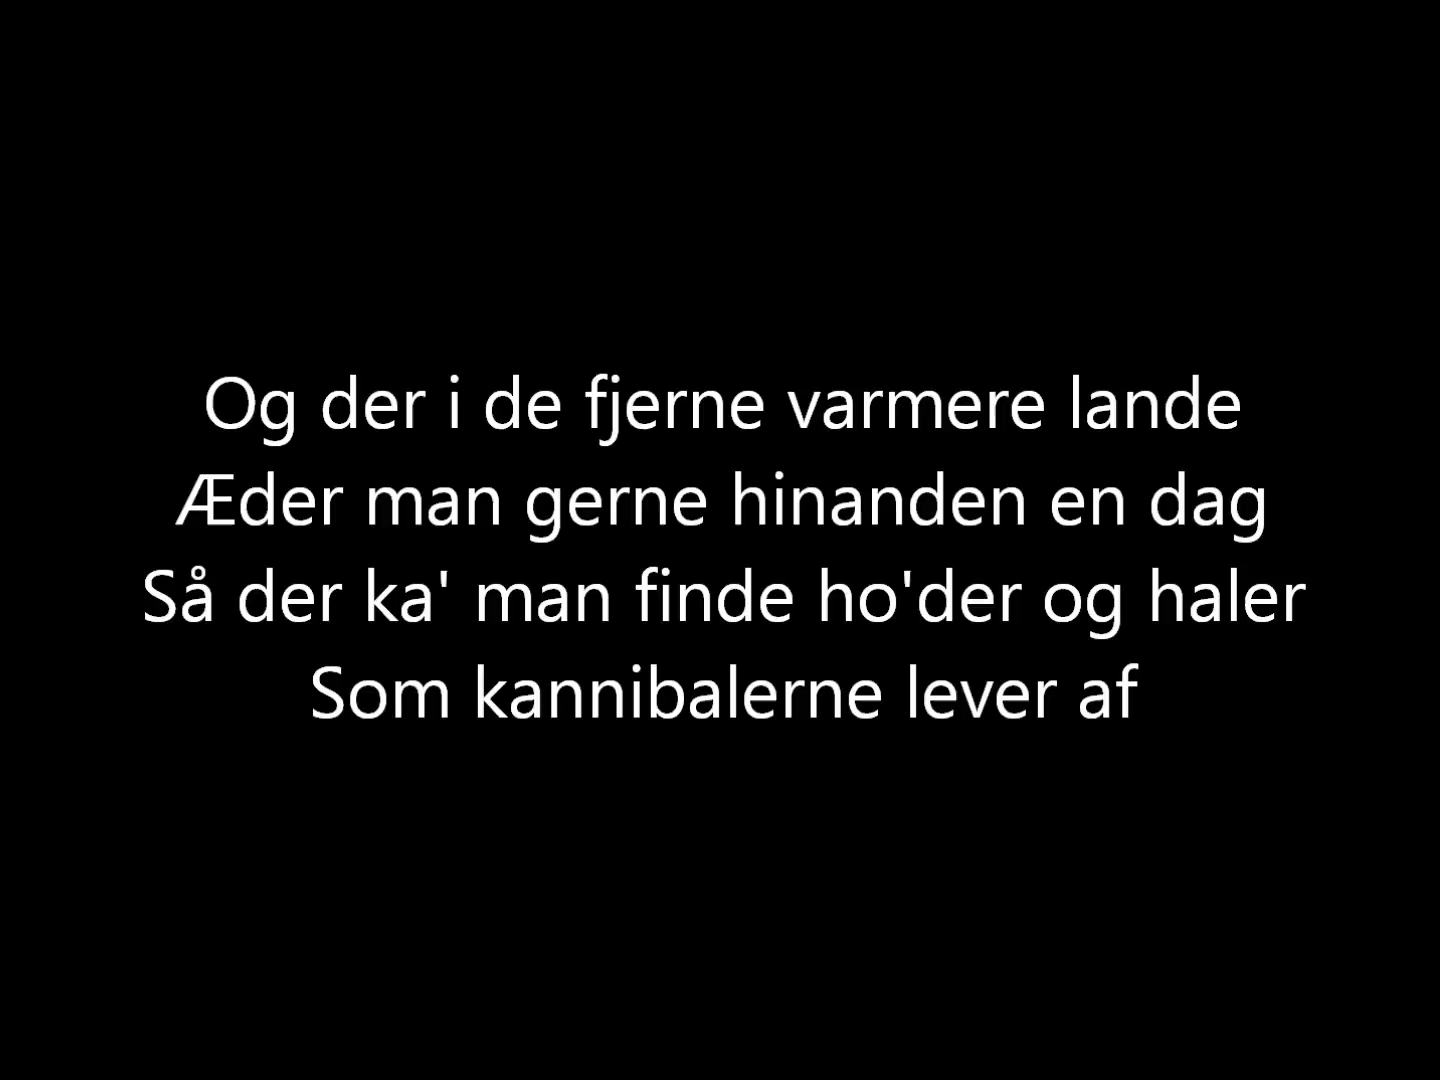 Og der i de fjerne varmere lande
Æder man gerne hinanden en dag
Så der ka' man finde ho'der og haler
Som kannibalerne lever af